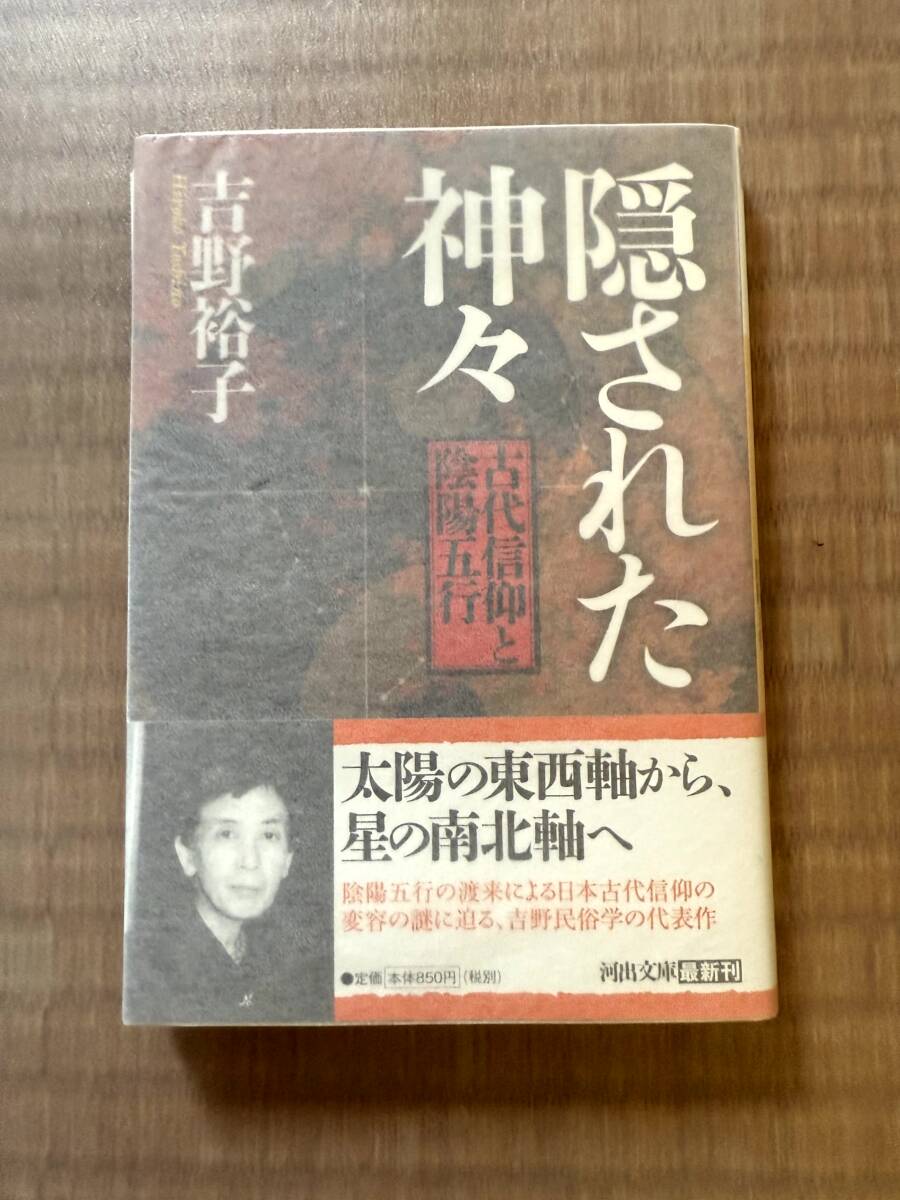 隠された
神々
古代信仰と
陰陽五行
吉野裕子
Hiroko Yoshino
太陽の東西軸から、
星の南北軸へ
陰陽五行の渡来による日本古代信仰の
変容の謎に迫る、吉野民俗学の代表作
●定価 本体850円 (税別)
河出文庫 最新刊